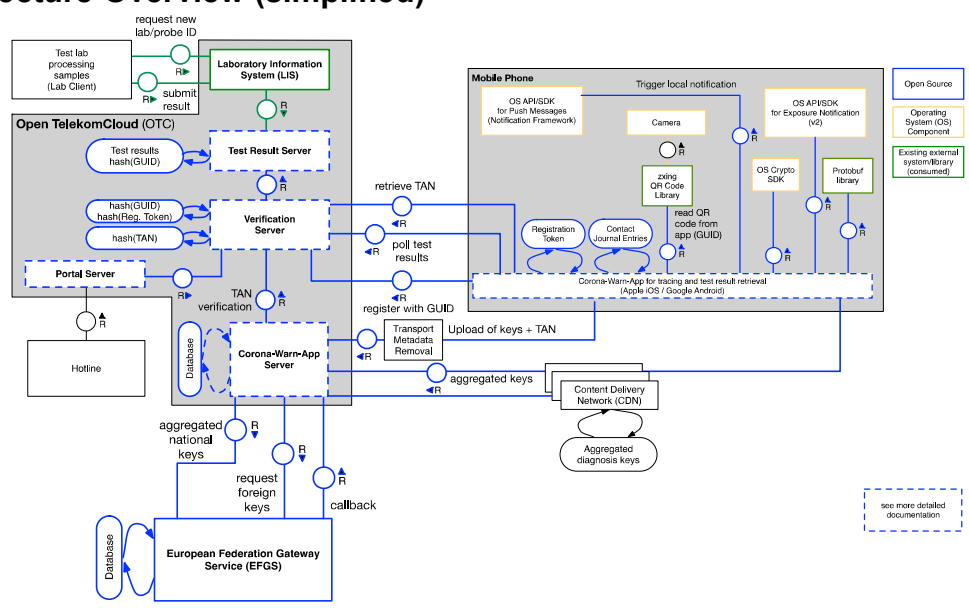 ecture Overview (simplified)
request new
lab/probe ID
Test lab
processing
samples
(Lab Client)
R
R
submit
result
Laboratory Information
System (LIS)
R
Open TelekomCloud (OTC)
Test results
hash(GUID)
Test Result Server
R
hash(GUID)
hash(Reg. Token)
hash(TAN)
Verification
Server
Portal Server
R
R
Hotline
TAN
verification
R
Database
Corona-Warn-App
Server
retrieve TAN
R
R
poll test
results
R
register with GUID
R
Transport
Metadata
Removal
Upload of keys + TAN
R
aggregated keys
Content Delivery
Network (CDN)
Aggregated
diagnosis keys
Mobile Phone
Trigger local notification
OS API/SDK
for Push Messages
(Notification Framework)
Camera
R
zxing
QR Code
Library
read QR
code from
app (GUID)
R
R
OS API/SDK
for Exposure Notification
(v2)
OS Crypto
SDK
Protobuf
library
R
R
R
Registration
Token
Contact
Journal Entries
Corona-Warn-App for tracing and test result retrieval
(Apple iOS / Google Android)
Open Source
Operating
System (OS)
Component
Existing external
system/library
(consumed)
aggregated
national
keys
R
request
foreign
keys
R
R
callback
Database
European Federation Gateway
Service (EFGS)
see more detailed
documentation